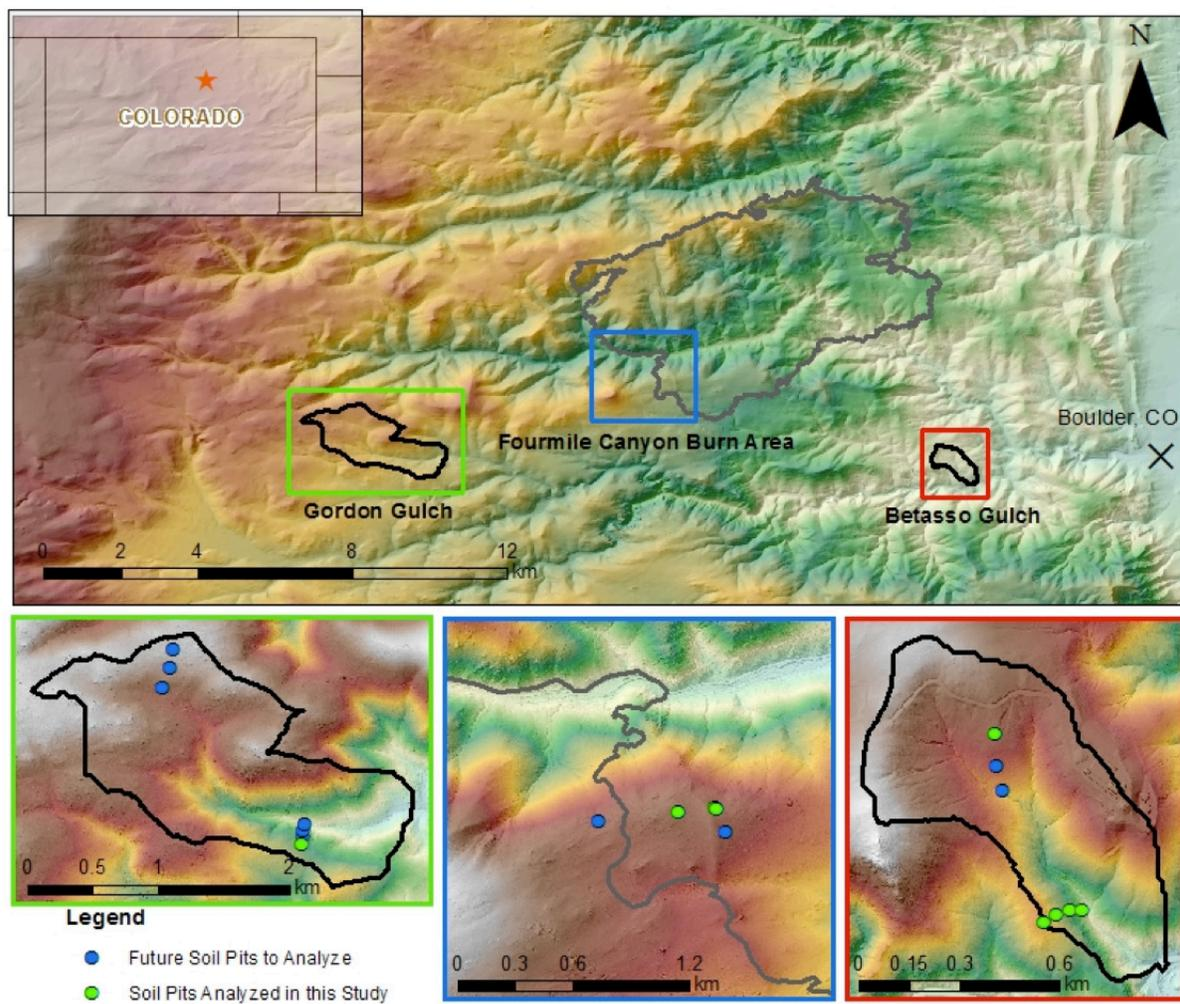 COLORADO
N
Boulder, CO
Fourmile Canyon Burn Area
Gordon Gulch
Betasso Gulch
0 2 4 8 12
km
0 0.5 1 2
km
0 0.3 0.6 1.2
km
0 0.15 0.3 0.6
km
Legend
Future Soil Pits to Analyze
Soil Pits Analyzed in this Study